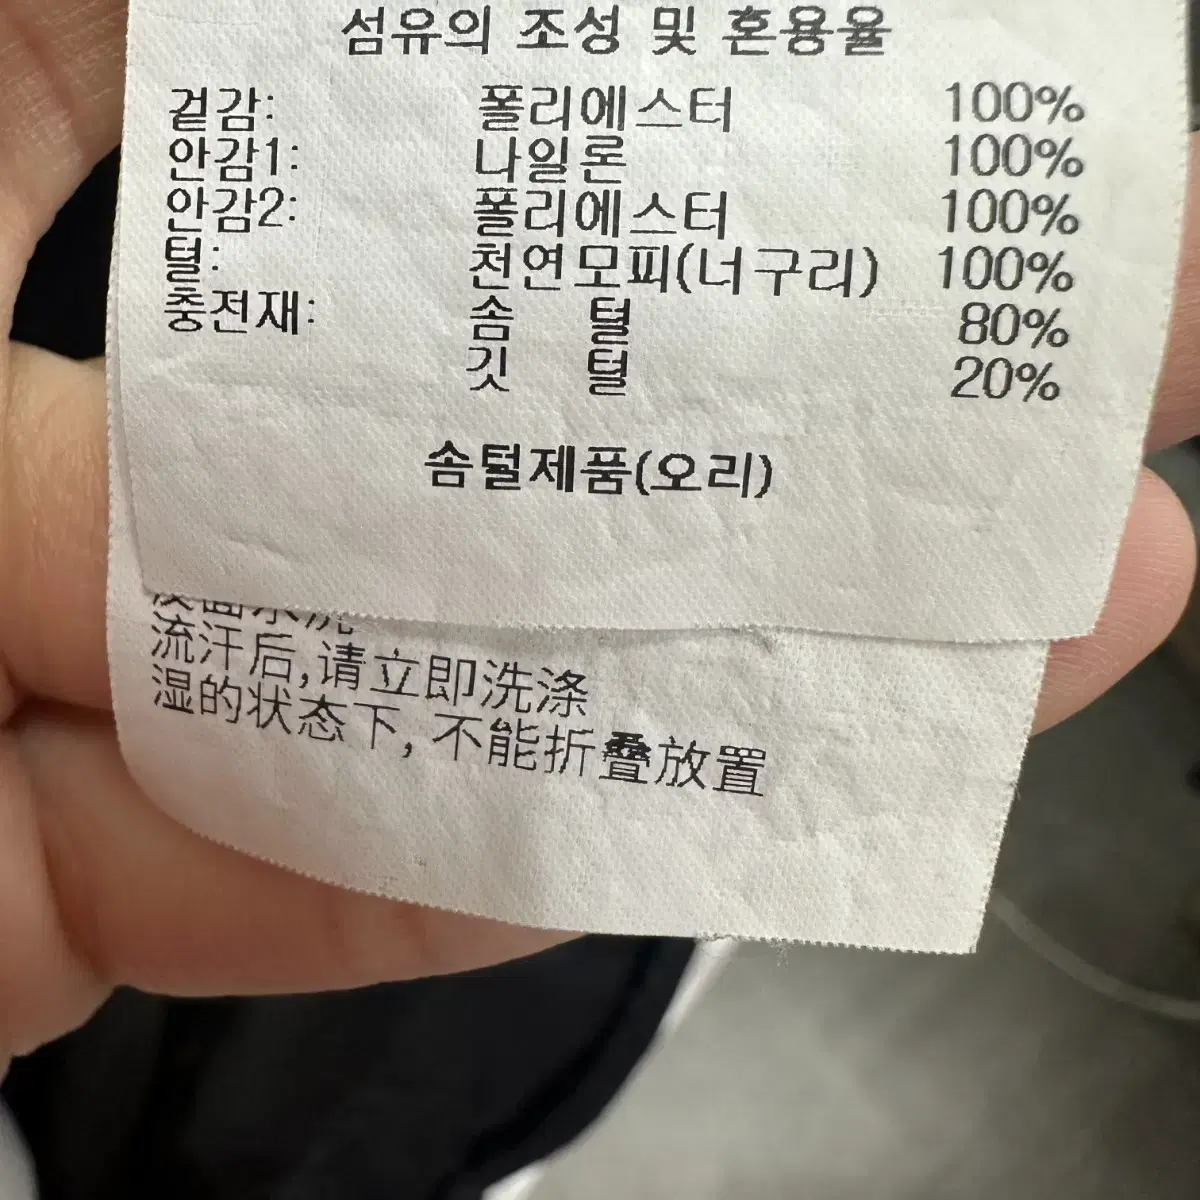 섬유의 조성 및 혼용율
겉감: 폴리에스터 100%
안감1: 나일론 100%
안감2: 폴리에스터 100%
털: 천연모피(너구리) 100%
충전재: 솜 털 80%
깃 털 20%
솜털제품(오리)
流汗后,请立即洗涤
湿的状态下,不能折叠放置